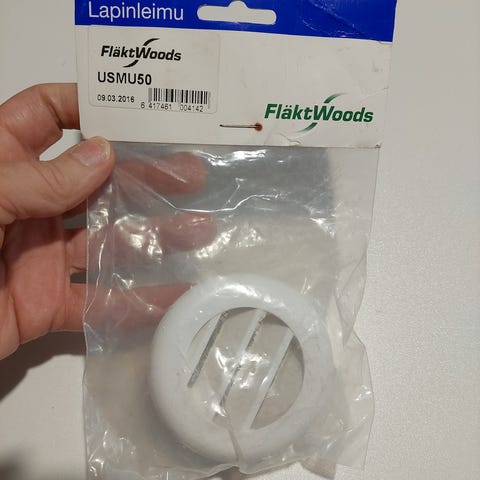 Lapinleimu
FläktWoods
USMU50
09.03.2016
6 417461 004142
FläktWoods